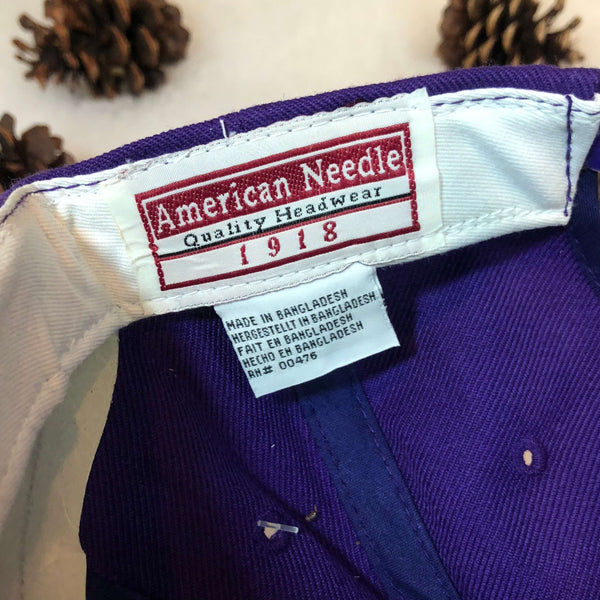 American Needle
Quality Headwear
1918
MADE IN BANGLADESH
HERGESTELLT IN BANGLADESH
FAIT EN BANGLADESH
HECHO EN BANGLADESH
RN# 00476